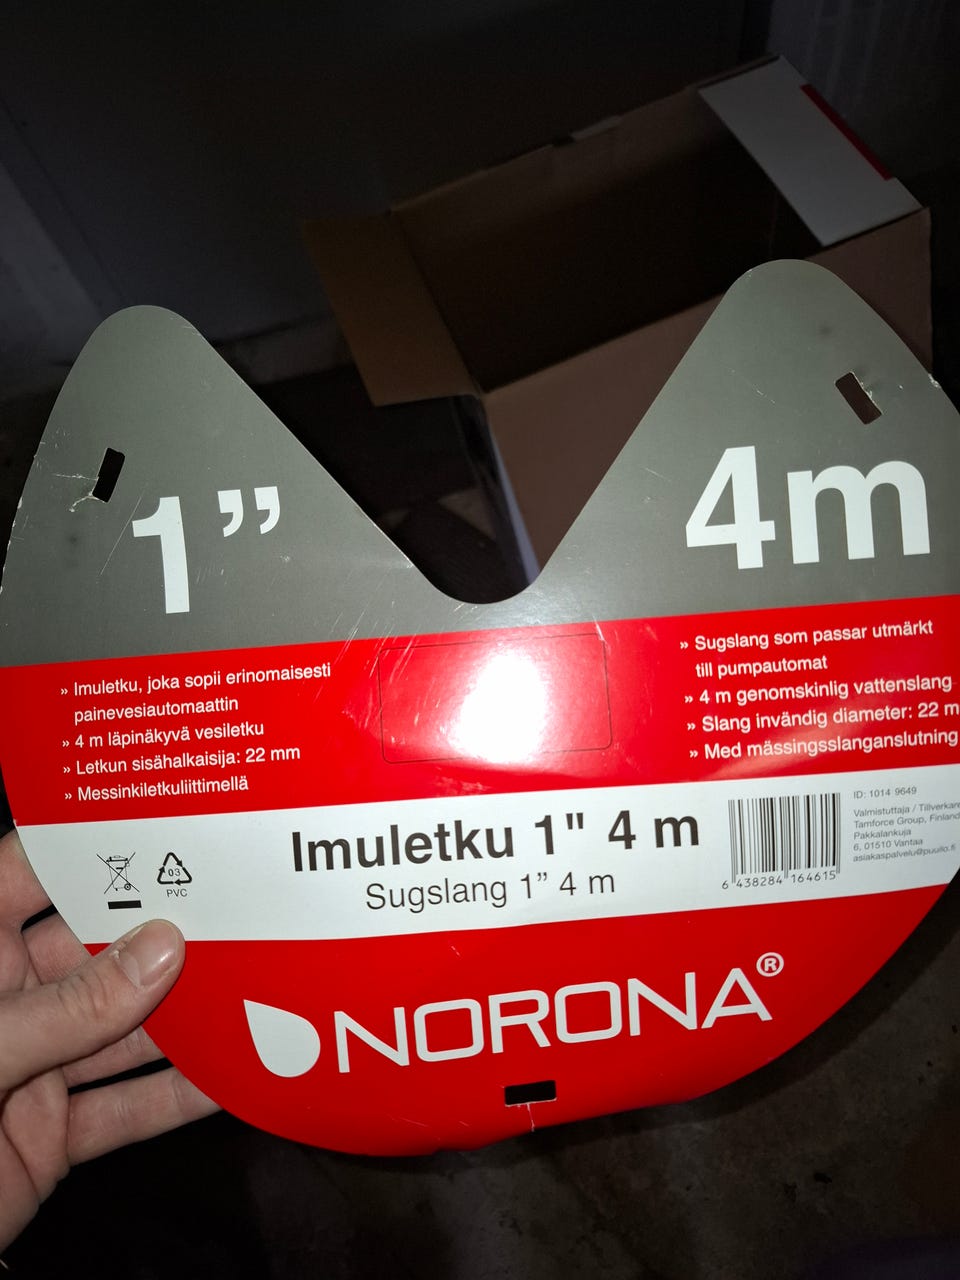 1”
4m
» Imuletku, joka sopii erinomaisesti
painevesiautomaattin
» 4 m läpinäkyvä vesiletku
» Letkun sisähalkaisija: 22 mm
» Messinkiletkuliittimellä
» Sugslang som passar utmärkt
till pumpautomat
» 4 m genomskinlig vattenslang
» Slang invändig diameter: 22 m
» Med mässingsslanganslutning
Imuletku 1" 4 m
Sugslang 1” 4 m
03
PVC
6 438284 164615
ID: 1014 9649
Valmistuttaja / Tillverkare
Tamforce Group, Finland
Pakkalankuja
6, 01510 Vantaa
asiakaspalvelu@puuilo.fi
NORONA®